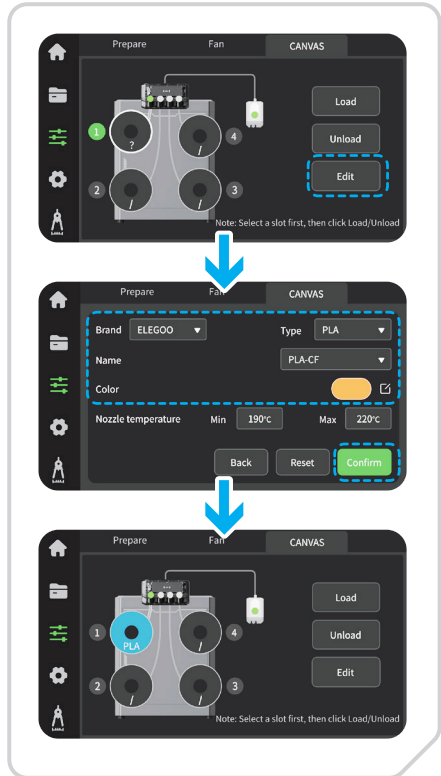 Prepare Fan CANVAS
Load
1 ? / 4
Unload
Edit
2 / / 3
Note: Select a slot first, then click Load/Unload
Prepare Fan CANVAS
Brand ELEGOO Type PLA
Name PLA-CF
Color
Nozzle temperature Min 190°c Max 220°c
Back Reset Confirm
Prepare Fan CANVAS
Load
1 PLA / 4
Unload
Edit
2 / / 3
Note: Select a slot first, then click Load/Unload